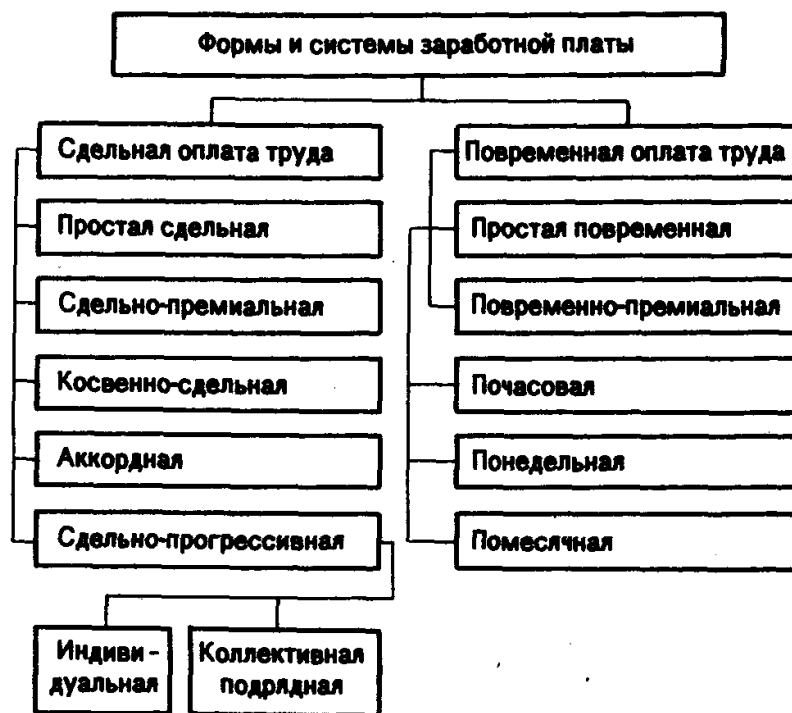 Формы и системы заработной платы
Сдельная оплата труда
Простая сдельная
Сдельно-премиальная
Косвенно-сдельная
Аккордная
Сдельно-прогрессивная
Индиви -
дуальная
Коллективная
подрядная
Повременная оплата труда
Простая повременная
Повременно-премиальная
Почасовая
Понедельная
Помесячная